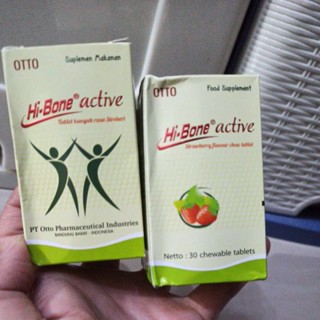 OTTO
Suplemen Makanan
Hi-Bone® active
Tablet kunyah rasa Stroberi
PT Otto Pharmaceutical Industries
BANDUNG BARAT - INDONESIA
OTTO
Food Supplement
Hi-Bone® active
Strawberry flavour chew tablet
Netto : 30 chewable tablets